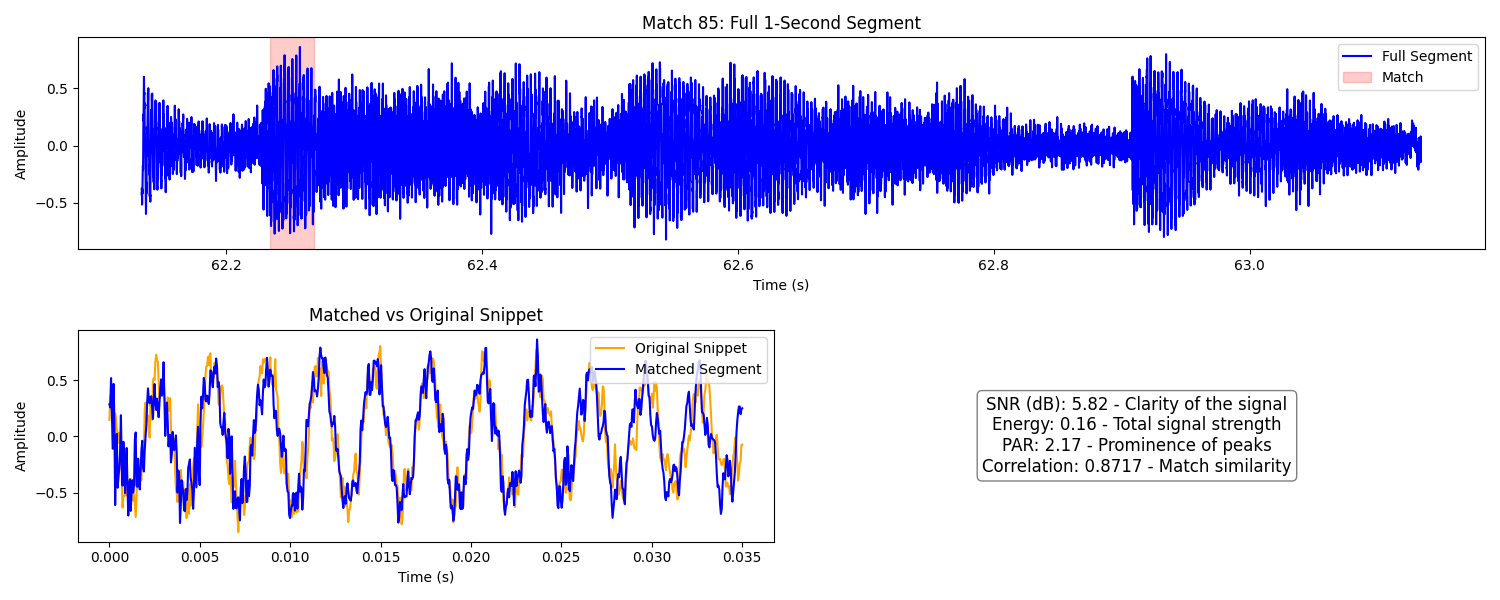 Match 85: Full 1-Second Segment
Amplitude
0.5
0.0
−0.5
Full Segment
Match
62.2
62.4
62.6
62.8
63.0
Time (s)
Matched vs Original Snippet
Amplitude
0.5
0.0
−0.5
Original Snippet
Matched Segment
0.000
0.005
0.010
0.015
0.020
0.025
0.030
0.035
Time (s)
SNR (dB): 5.82 - Clarity of the signal
Energy: 0.16 - Total signal strength
PAR: 2.17 - Prominence of peaks
Correlation: 0.8717 - Match similarity